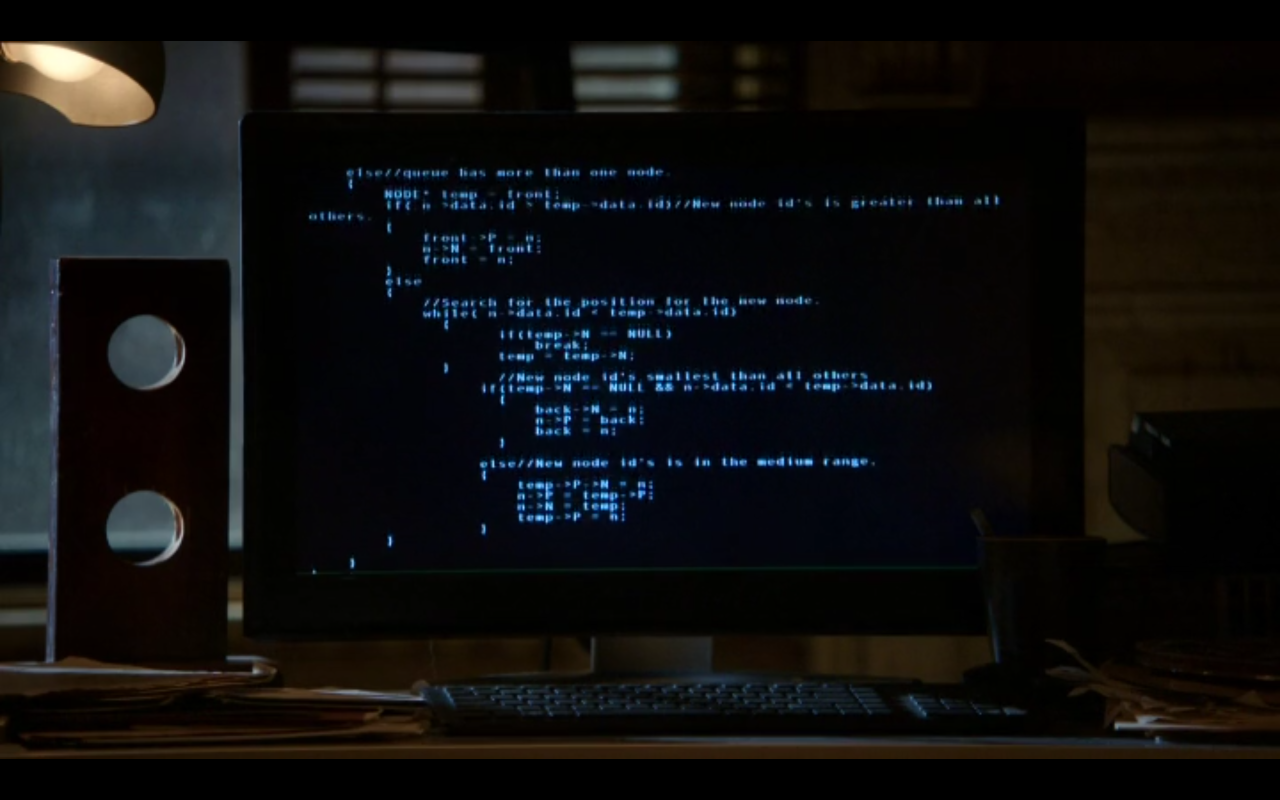 else//queue has more than one node.
{
NODE* temp = front;
if( n->data.id > temp->data.id)//New node id's is greater than all
others.
{
front->P = n;
n->N = front;
front = n;
}
else
{
//Search for the position for the new node.
while( n->data.id < temp->data.id)
{
if(temp->N == NULL)
break;
temp = temp->N;
}
//New node id's smallest than all others
if(temp->N == NULL && n->data.id < temp->data.id)
{
back->N = n;
n->P = back;
back = n;
}
else//New node id's is in the medium range.
{
temp->P->N = n;
n->P = temp->P;
n->N = temp;
temp->P = n;
}
}
}